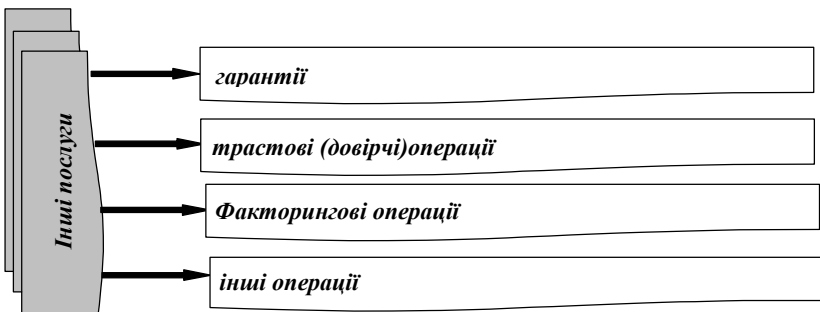 Інші послуги
гарантії
трастові (довірчі)операції
Факторингові операції
інші операції